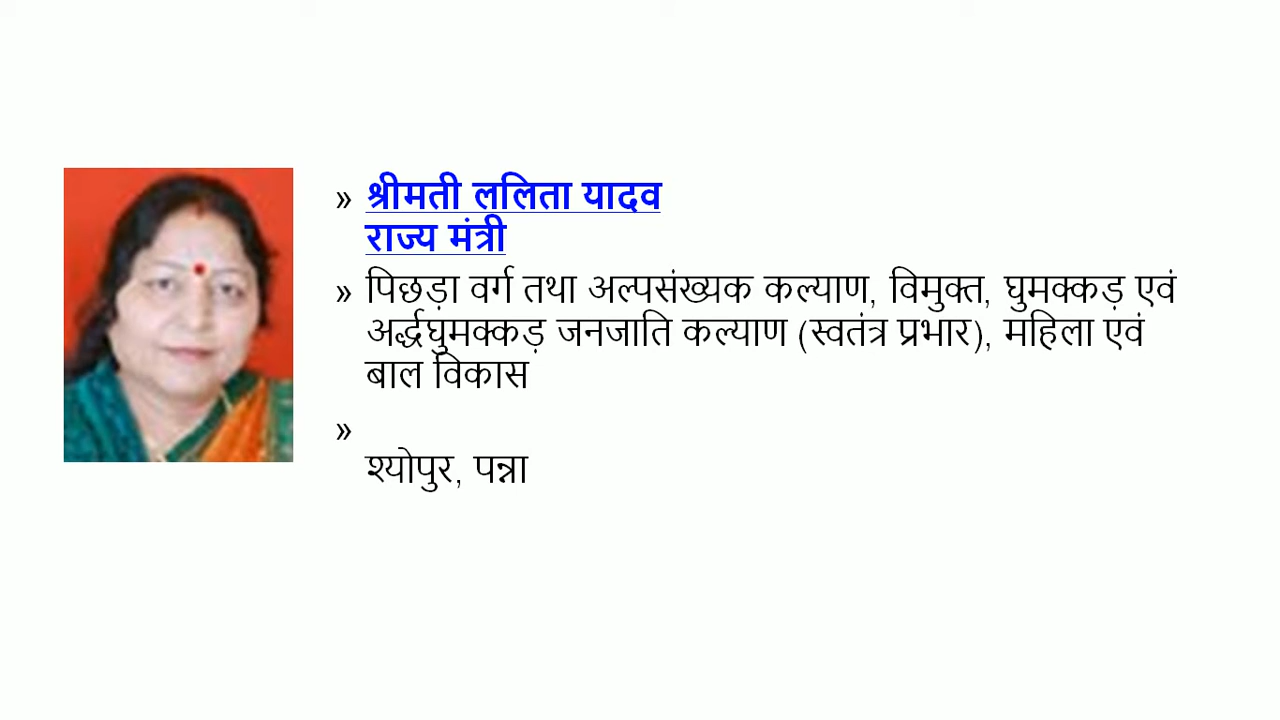 » श्रीमती ललिता यादव
राज्य मंत्री
» पिछड़ा वर्ग तथा अल्पसंख्यक कल्याण, विमुक्त, घुमक्कड़ एवं
अर्द्धघुमक्कड़ जनजाति कल्याण (स्वतंत्र प्रभार), महिला एवं
बाल विकास
»
श्योपुर, पन्ना